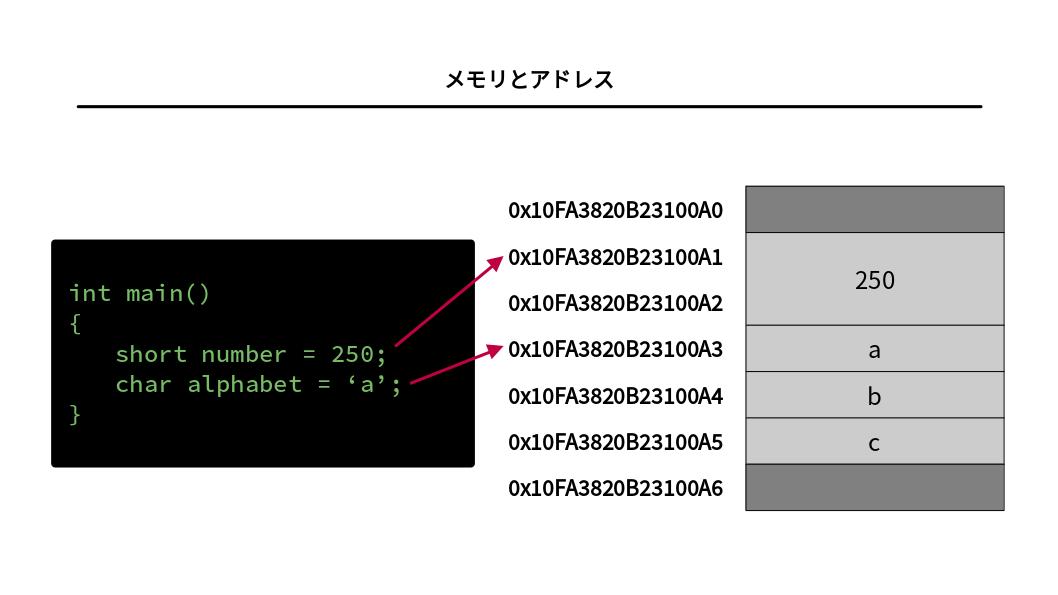 メモリとアドレス
int main()
{
short number = 250;
char alphabet = ‘a’;
}
0x10FA3820B23100A0
0x10FA3820B23100A1
0x10FA3820B23100A2
0x10FA3820B23100A3
0x10FA3820B23100A4
0x10FA3820B23100A5
0x10FA3820B23100A6
250
a
b
c